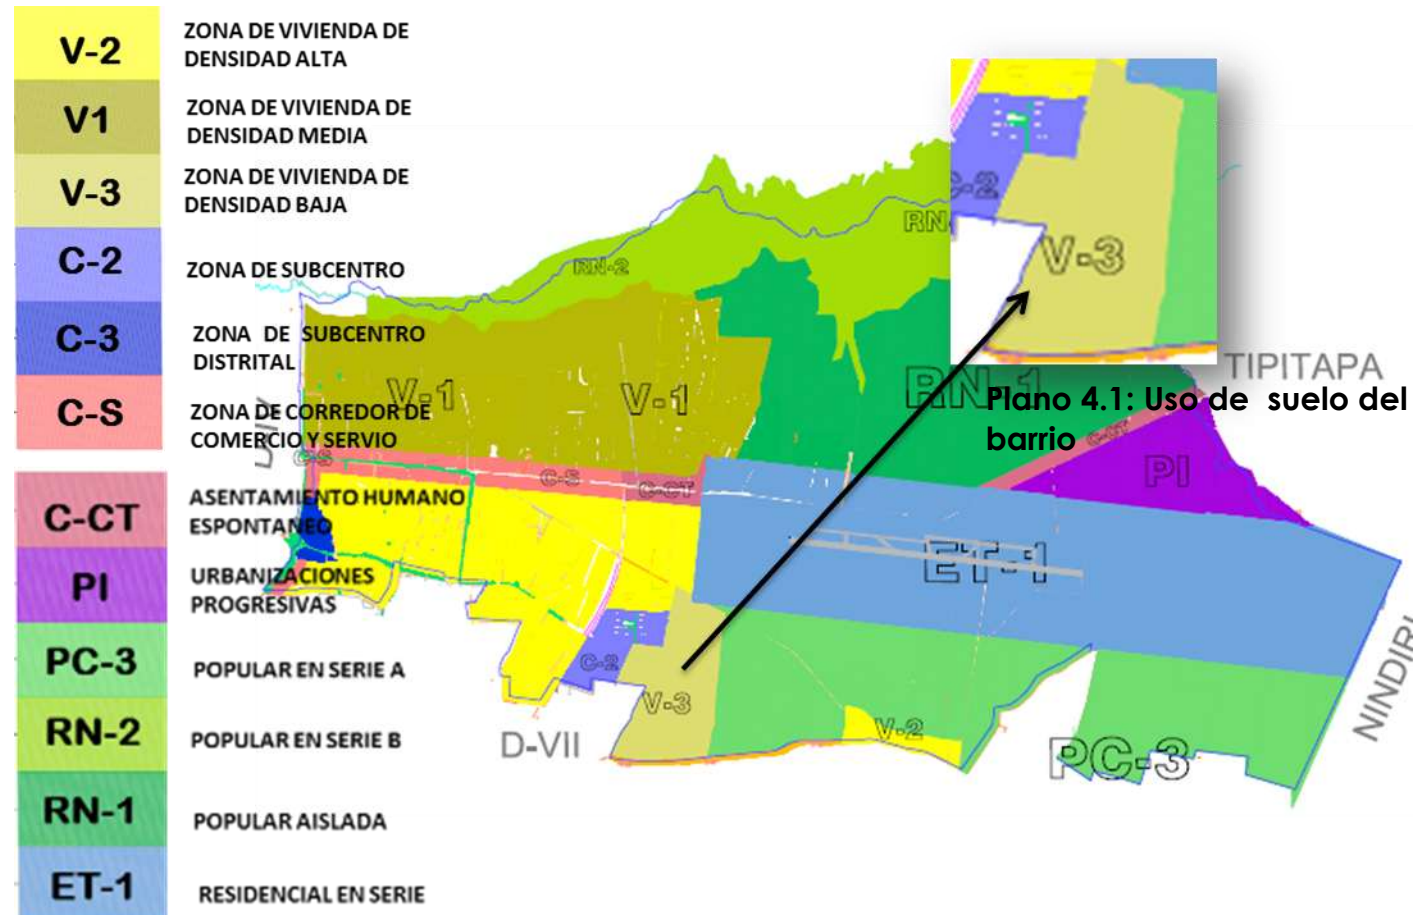 V-2
ZONA DE VIVIENDA DE
DENSIDAD ALTA
V1
ZONA DE VIVIENDA DE
DENSIDAD MEDIA
V-3
ZONA DE VIVIENDA DE
DENSIDAD BAJA
C-2
ZONA DE SUBCENTRO
C-3
ZONA DE SUBCENTRO
DISTRITAL
C-S
ZONA DE CORREDOR DE
COMERCIO Y SERVIO
C-CT
ASENTAMIENTO HUMANO
ESPONTANEO
PI
URBANIZACIONES
PROGRESIVAS
PC-3
POPULAR EN SERIE A
RN-2
POPULAR EN SERIE B
RN-1
POPULAR AISLADA
ET-1
RESIDENCIAL EN SERIE
C-2
V-3
RN-2
RN-
V-1
V-1
RN-1
TIPITAPA
Plano 4.1: Uso de suelo del
barrio
C-CT
PI
C-S
C-S
C-CT
ET-1
NINDIRI
C-2
V-3
V-2
D-VII
PC-3